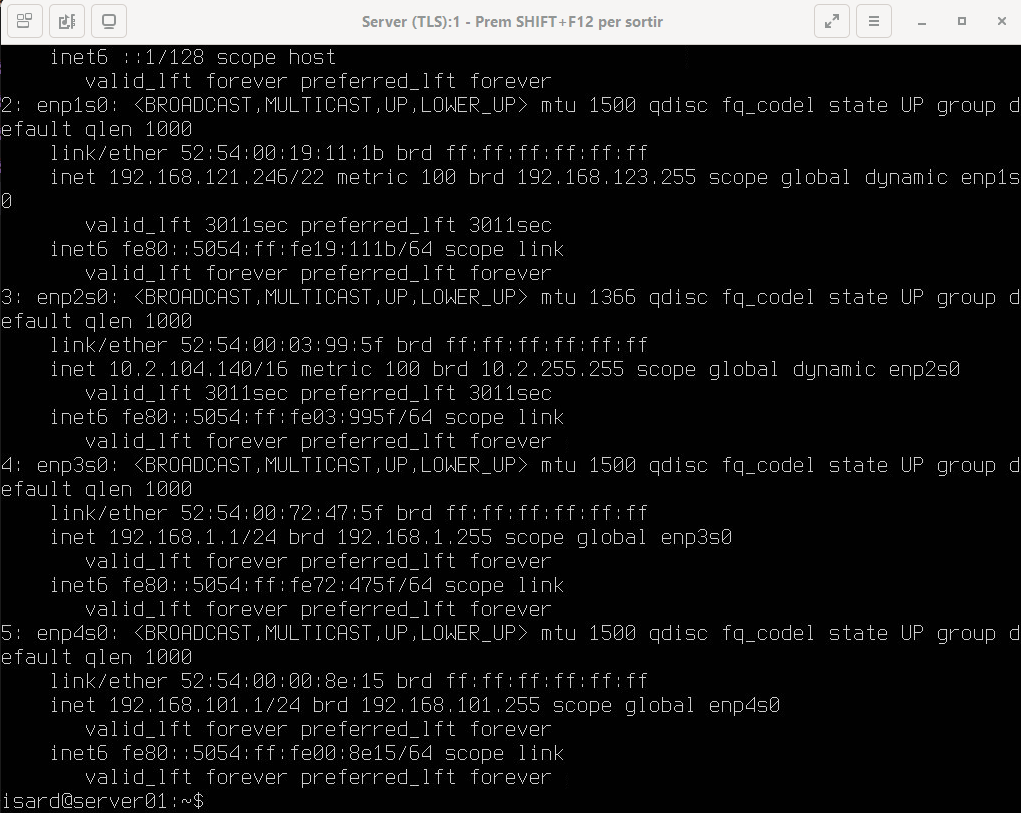 Server (TLS):1 - Prem SHIFT+F12 per sortir
inet6 ::1/128 scope host
valid_lft forever preferred_lft forever
2: enp1s0: <BROADCAST,MULTICAST,UP,LOWER_UP> mtu 1500 qdisc fq_codel state UP group d
efault qlen 1000
link/ether 52:54:00:19:11:1b brd ff:ff:ff:ff:ff:ff
inet 192.168.121.246/22 metric 100 brd 192.168.123.255 scope global dynamic enp1s
0
valid_lft 3011sec preferred_lft 3011sec
inet6 fe80::5054:ff:fe19:111b/64 scope link
valid_lft forever preferred_lft forever
3: enp2s0: <BROADCAST,MULTICAST,UP,LOWER_UP> mtu 1366 qdisc fq_codel state UP group d
efault qlen 1000
link/ether 52:54:00:03:99:5f brd ff:ff:ff:ff:ff:ff
inet 10.2.104.140/16 metric 100 brd 10.2.255.255 scope global dynamic enp2s0
valid_lft 3011sec preferred_lft 3011sec
inet6 fe80::5054:ff:fe03:995f/64 scope link
valid_lft forever preferred_lft forever
4: enp3s0: <BROADCAST,MULTICAST,UP,LOWER_UP> mtu 1500 qdisc fq_codel state UP group d
efault qlen 1000
link/ether 52:54:00:72:47:5f brd ff:ff:ff:ff:ff:ff
inet 192.168.1.1/24 brd 192.168.1.255 scope global enp3s0
valid_lft forever preferred_lft forever
inet6 fe80::5054:ff:fe72:475f/64 scope link
valid_lft forever preferred_lft forever
5: enp4s0: <BROADCAST,MULTICAST,UP,LOWER_UP> mtu 1500 qdisc fq_codel state UP group d
efault qlen 1000
link/ether 52:54:00:00:8e:15 brd ff:ff:ff:ff:ff:ff
inet 192.168.101.1/24 brd 192.168.101.255 scope global enp4s0
valid_lft forever preferred_lft forever
inet6 fe80::5054:ff:fe00:8e15/64 scope link
valid_lft forever preferred_lft forever
isard@server01:~$